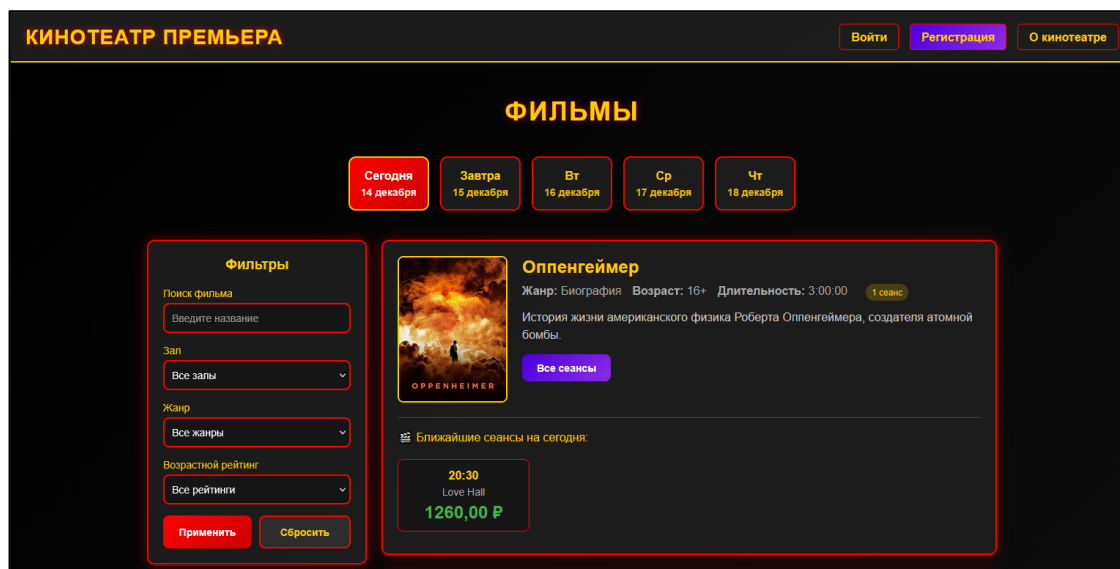 КИНОТЕАТР ПРЕМЬЕРА
Войти
Регистрация
О кинотеатре
ФИЛЬМЫ
Сегодня
14 декабря
Завтра
15 декабря
Вт
16 декабря
Ср
17 декабря
Чт
18 декабря
Фильтры
Поиск фильма
Введите название
Зал
Все залы
Жанр
Все жанры
Возрастной рейтинг
Все рейтинги
Применить
Сбросить
OPPENHEIMER
Оппенгеймер
Жанр: Биография Возраст: 16+ Длительность: 3:00:00 1 сеанс
История жизни американского физика Роберта Оппенгеймера, создателя атомной
бомбы.
Все сеансы
Ближайшие сеансы на сегодня:
20:30
Love Hall
1260,00 ₽